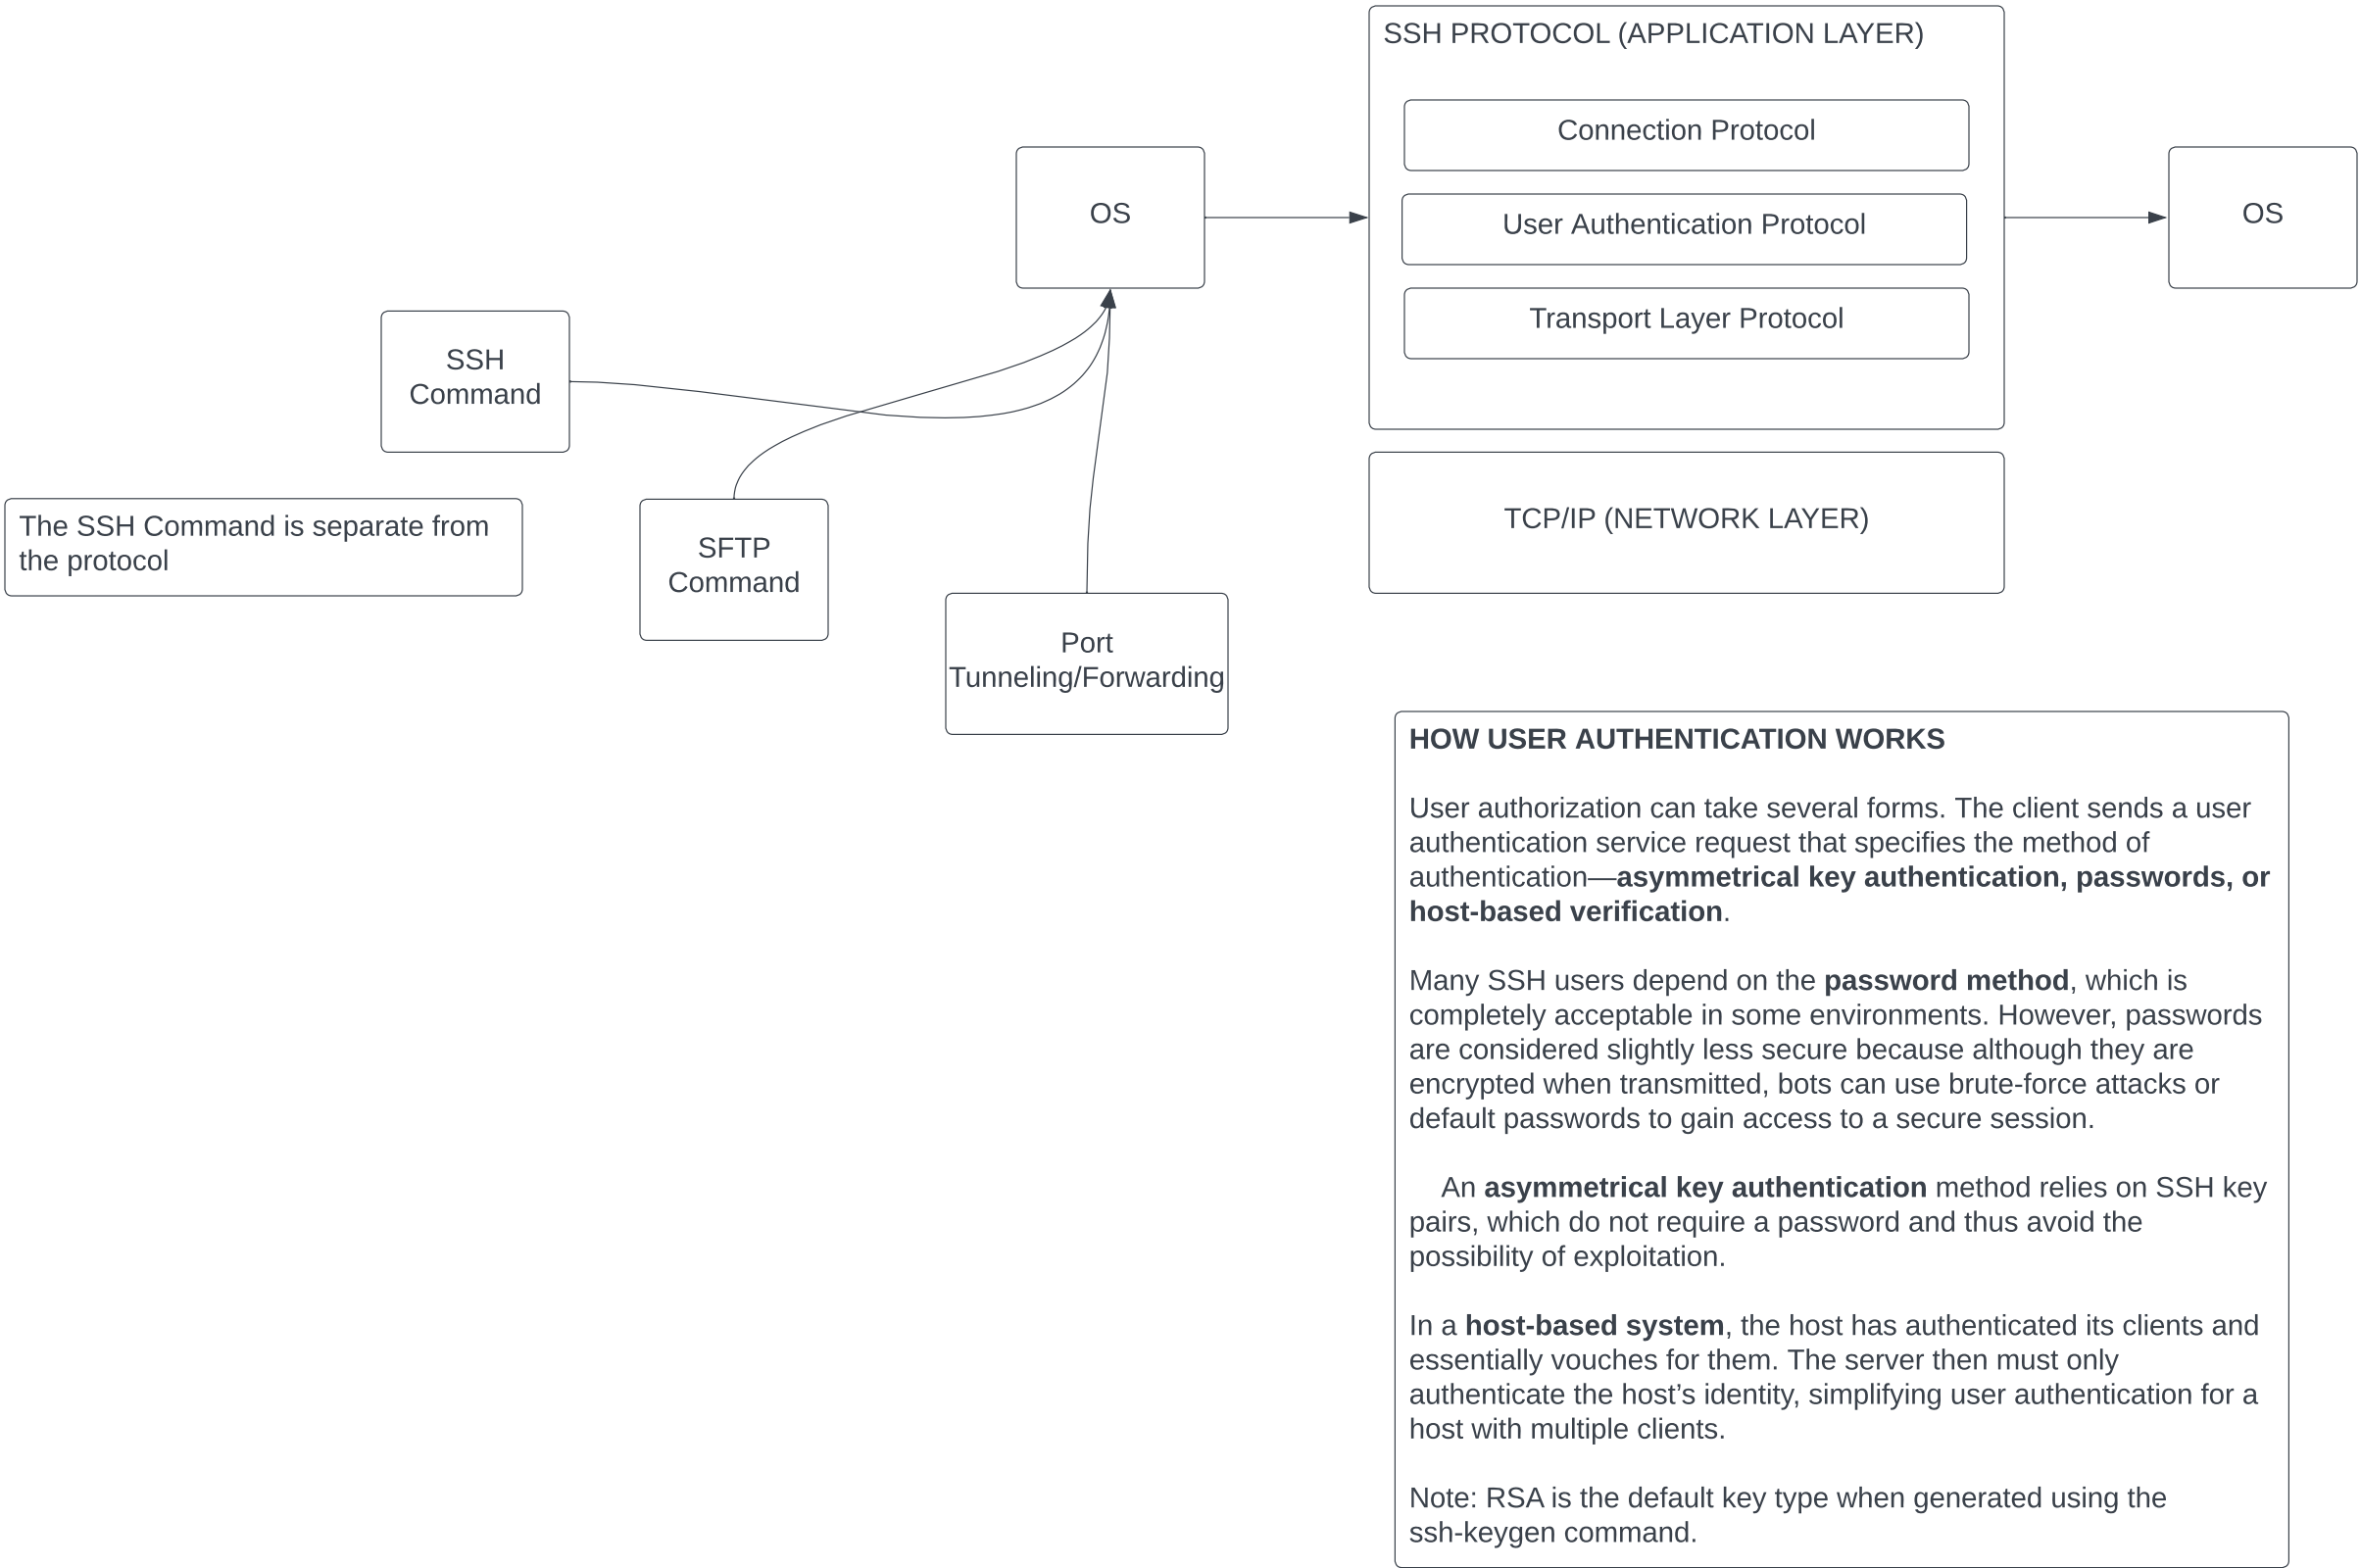 SSH PROTOCOL (APPLICATION LAYER)
Connection Protocol
User Authentication Protocol
Transport Layer Protocol
OS
OS
SSH
Command
TCP/IP (NETWORK LAYER)
The SSH Command is separate from
the protocol
SFTP
Command
Port
Tunneling/Forwarding
HOW USER AUTHENTICATION WORKS
User authorization can take several forms. The client sends a user
authentication service request that specifies the method of
authentication—asymmetrical key authentication, passwords, or
host-based verification.
Many SSH users depend on the password method, which is
completely acceptable in some environments. However, passwords
are considered slightly less secure because although they are
encrypted when transmitted, bots can use brute-force attacks or
default passwords to gain access to a secure session.
An asymmetrical key authentication method relies on SSH key
pairs, which do not require a password and thus avoid the
possibility of exploitation.
In a host-based system, the host has authenticated its clients and
essentially vouches for them. The server then must only
authenticate the host’s identity, simplifying user authentication for a
host with multiple clients.
Note: RSA is the default key type when generated using the
ssh-keygen command.